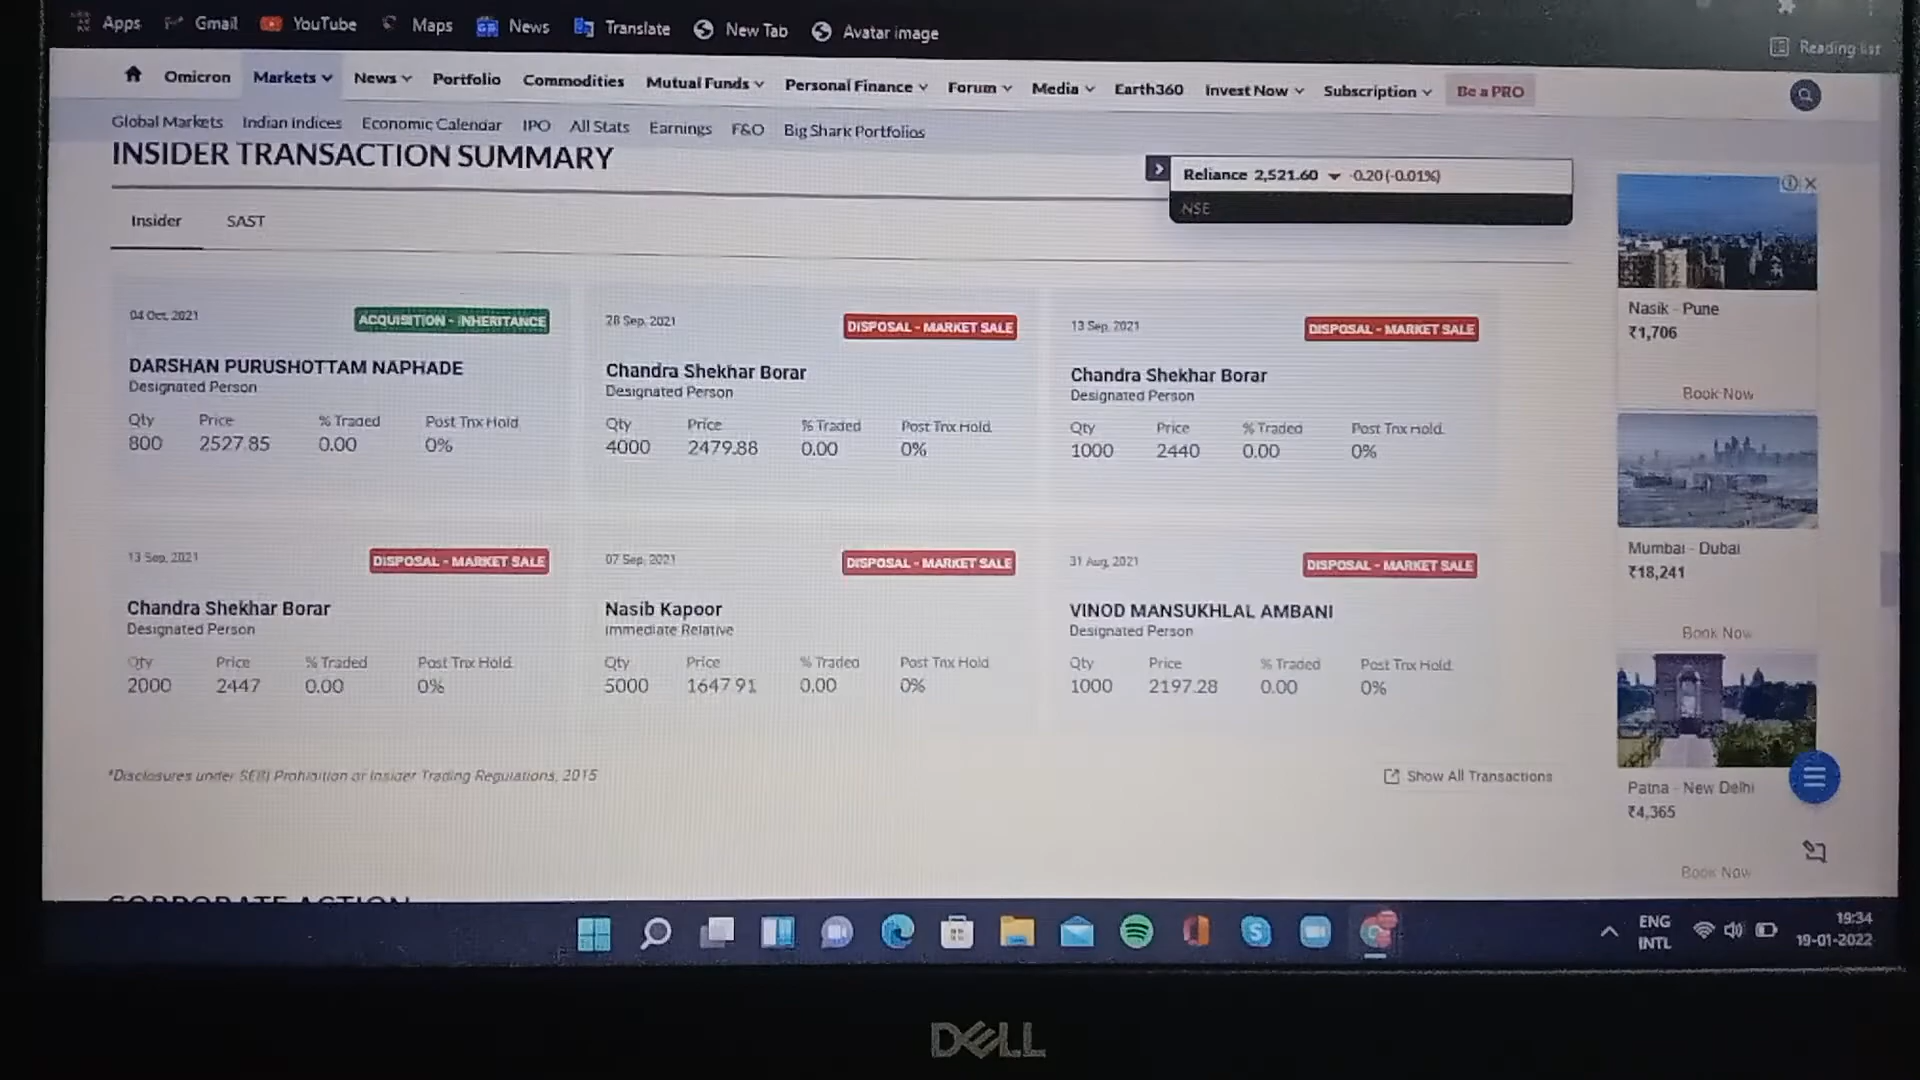 Apps Gmail YouTube Maps News Translate New Tab Avatar image
Reading list
Omicron Markets News Portfolio Commodities Mutual Funds Personal Finance Forum Media Earth360 Invest Now Subscription Be a PRO
Global Markets Indian Indices Economic Calendar IPO All Stats Earnings F&O Big Shark Portfolios
INSIDER TRANSACTION SUMMARY
Reliance 2,521.60 -0.20 (-0.01%)
NSE
Insider SAST
04 Oct, 2021 ACQUISITION - INHERITANCE
DARSHAN PURUSHOTTAM NAPHADE
Designated Person
Qty Price % Traded Post Tnx Hold
800 2527.85 0.00 0%
28 Sep, 2021 DISPOSAL - MARKET SALE
Chandra Shekhar Borar
Designated Person
Qty Price % Traded Post Tnx Hold
4000 2479.88 0.00 0%
13 Sep, 2021 DISPOSAL - MARKET SALE
Chandra Shekhar Borar
Designated Person
Qty Price % Traded Post Tnx Hold
1000 2440 0.00 0%
13 Sep, 2021 DISPOSAL - MARKET SALE
Chandra Shekhar Borar
Designated Person
Qty Price % Traded Post Tnx Hold
2000 2447 0.00 0%
07 Sep, 2021 DISPOSAL - MARKET SALE
Nasib Kapoor
Immediate Relative
Qty Price % Traded Post Tnx Hold
5000 1647.91 0.00 0%
31 Aug, 2021 DISPOSAL - MARKET SALE
VINOD MANSUKHLAL AMBANI
Designated Person
Qty Price % Traded Post Tnx Hold
1000 2197.28 0.00 0%
*Disclosures under SEBI Prohibition of Insider Trading Regulations, 2015
Show All Transactions
Nasik - Pune
₹1,706
Book Now
Mumbai - Dubai
₹18,241
Book Now
Patna - New Delhi
₹4,365
Book Now
CORPORATE ACTION
ENG
INTL
19:34
19-01-2022
DELL